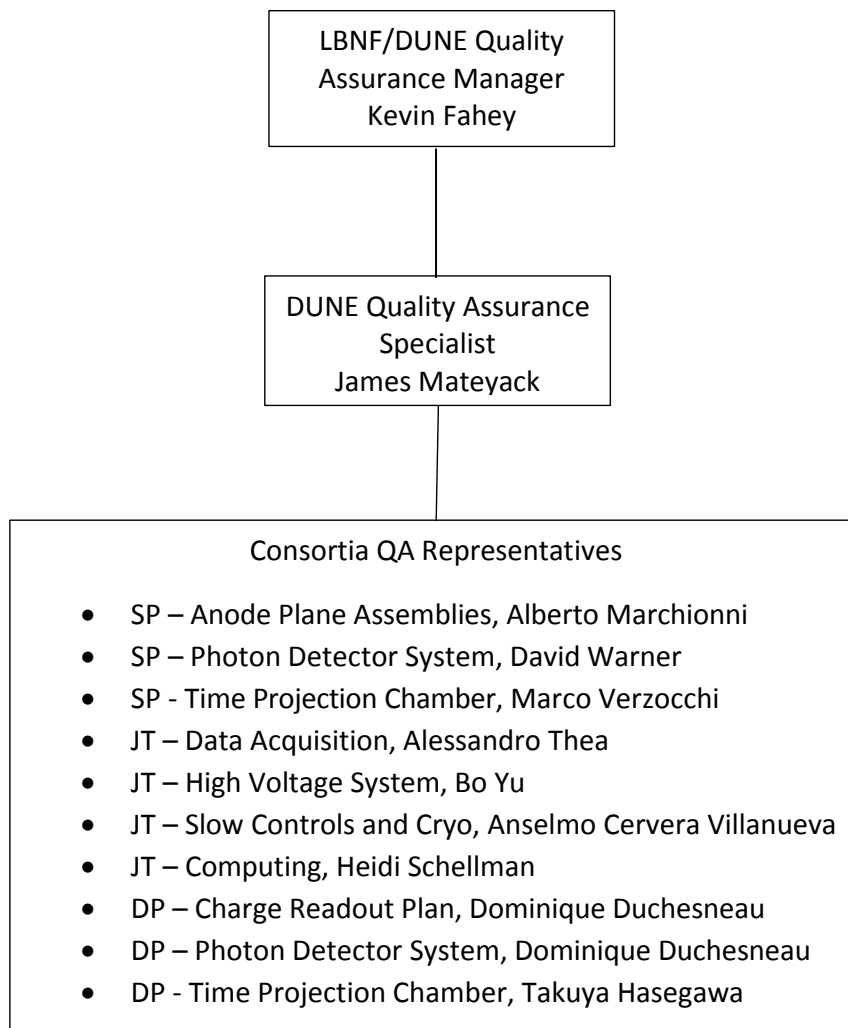 LBNF/DUNE Quality
Assurance Manager
Kevin Fahey
DUNE Quality Assurance
Specialist
James Mateyack
Consortia QA Representatives
• SP – Anode Plane Assemblies, Alberto Marchionni
• SP – Photon Detector System, David Warner
• SP - Time Projection Chamber, Marco Verzocchi
• JT – Data Acquisition, Alessandro Thea
• JT – High Voltage System, Bo Yu
• JT – Slow Controls and Cryo, Anselmo Cervera Villanueva
• JT – Computing, Heidi Schellman
• DP – Charge Readout Plan, Dominique Duchesneau
• DP – Photon Detector System, Dominique Duchesneau
• DP - Time Projection Chamber, Takuya Hasegawa